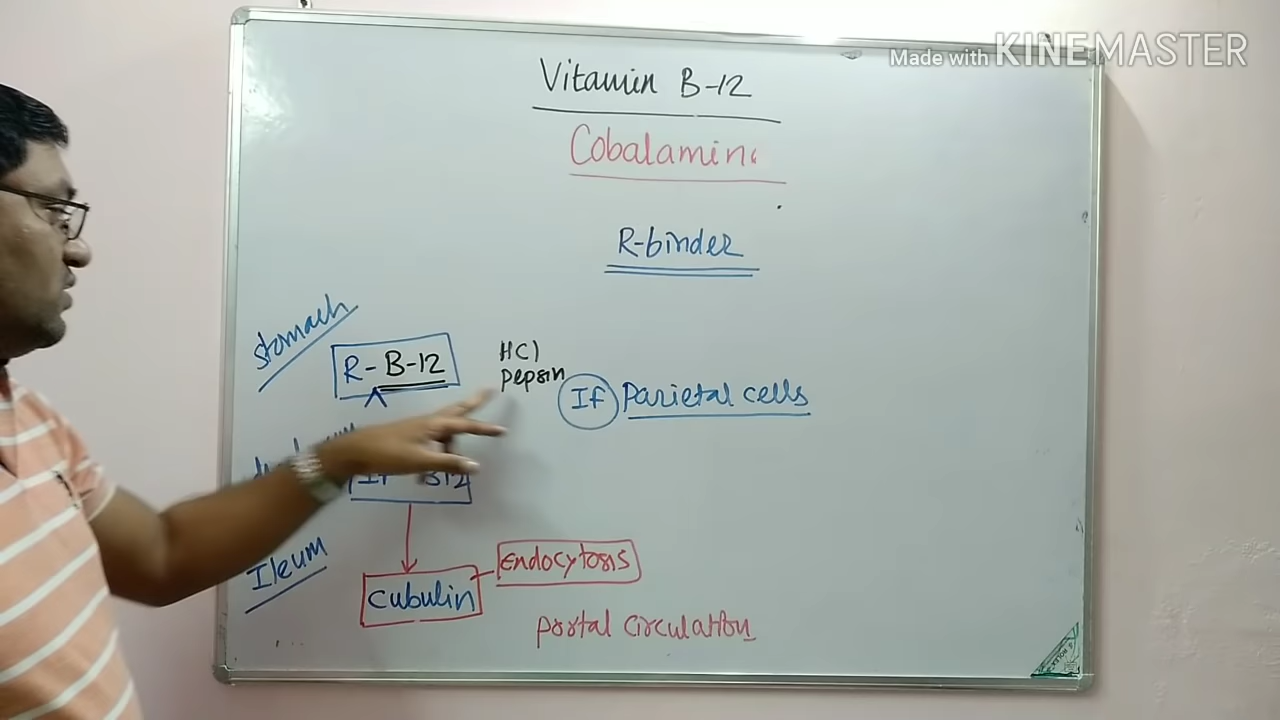 Made with KINEMASTER
Vitamin B-12
Cobalamin
R-binder
Stomach
R-B-12
HCl
pepsin
If Parietal cells
B12
Ileum
Cubulin
Endocytosis
portal circulation